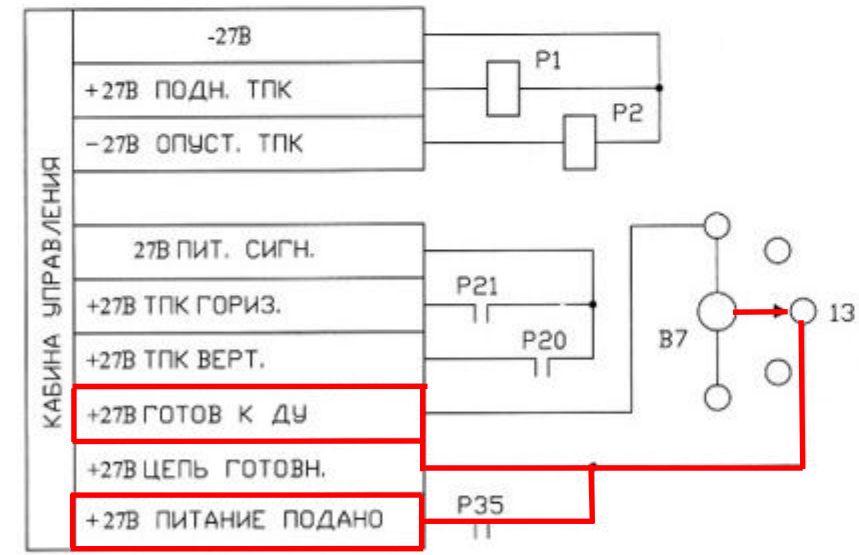 КАБИНА УПРАВЛЕНИЯ
-27В
+27В ПОДН. ТПК
-27В ОПУСТ. ТПК
Р1
Р2
27В ПИТ. СИГН.
+27В ТПК ГОРИЗ.
+27В ТПК ВЕРТ.
+27В ГОТОВ К ДУ
+27В ЦЕПЬ ГОТОВН.
+27В ПИТАНИЕ ПОДАНО
Р21
Р20
Р35
В7
13